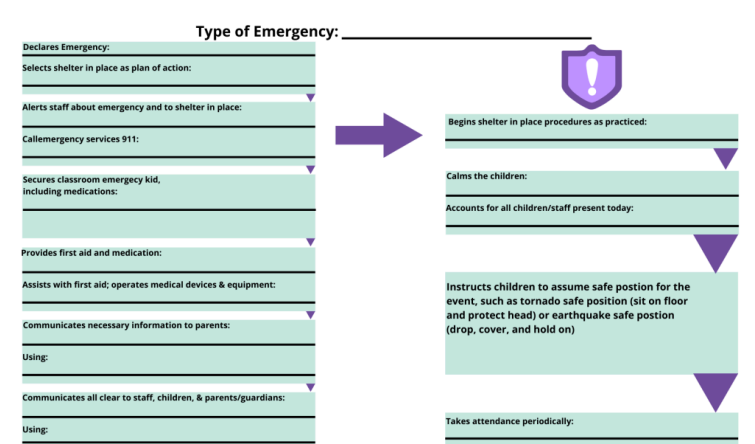 Type of Emergency:
Declares Emergency:
Selects shelter in place as plan of action:
Alerts staff about emergency and to shelter in place:
Callemergency services 911:
Secures classroom emergecy kid,
including medications:
Provides first aid and medication:
Assists with first aid; operates medical devices & equipment:
Communicates necessary information to parents:
Using:
Communicates all clear to staff, children, & parents/guardians:
Using:
Begins shelter in place procedures as practiced:
Calms the children:
Accounts for all children/staff present today:
Instructs children to assume safe postion for the
event, such as tornado safe position (sit on floor
and protect head) or earthquake safe postion
(drop, cover, and hold on)
Takes attendance periodically: